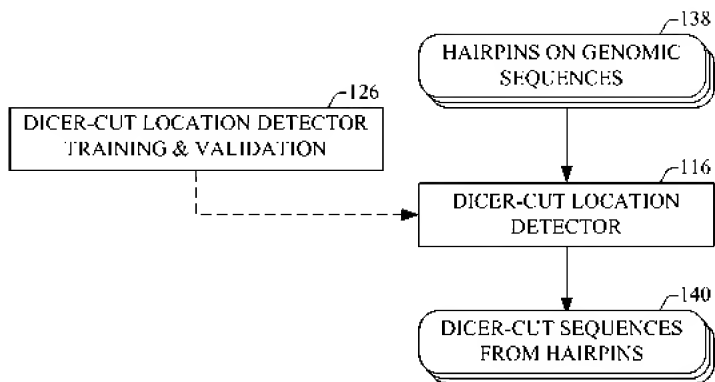 138
HAIRPINS ON GENOMIC
SEQUENCES
126
DICER-CUT LOCATION DETECTOR
TRAINING & VALIDATION
116
DICER-CUT LOCATION
DETECTOR
140
DICER-CUT SEQUENCES
FROM HAIRPINS